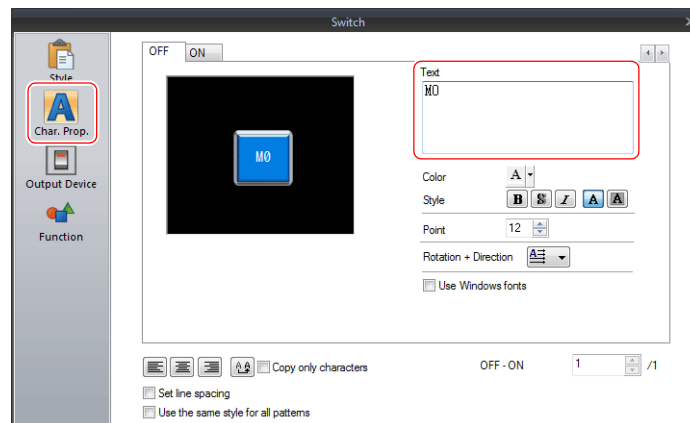 Switch
Style
Char. Prop.
Output Device
Function
OFF ON
M0
Text
M0
Color A
Style B S I A A
Point 12
Rotation + Direction A
Use Windows fonts
A A Copy only characters
OFF - ON 1 /1
Set line spacing
Use the same style for all patterns